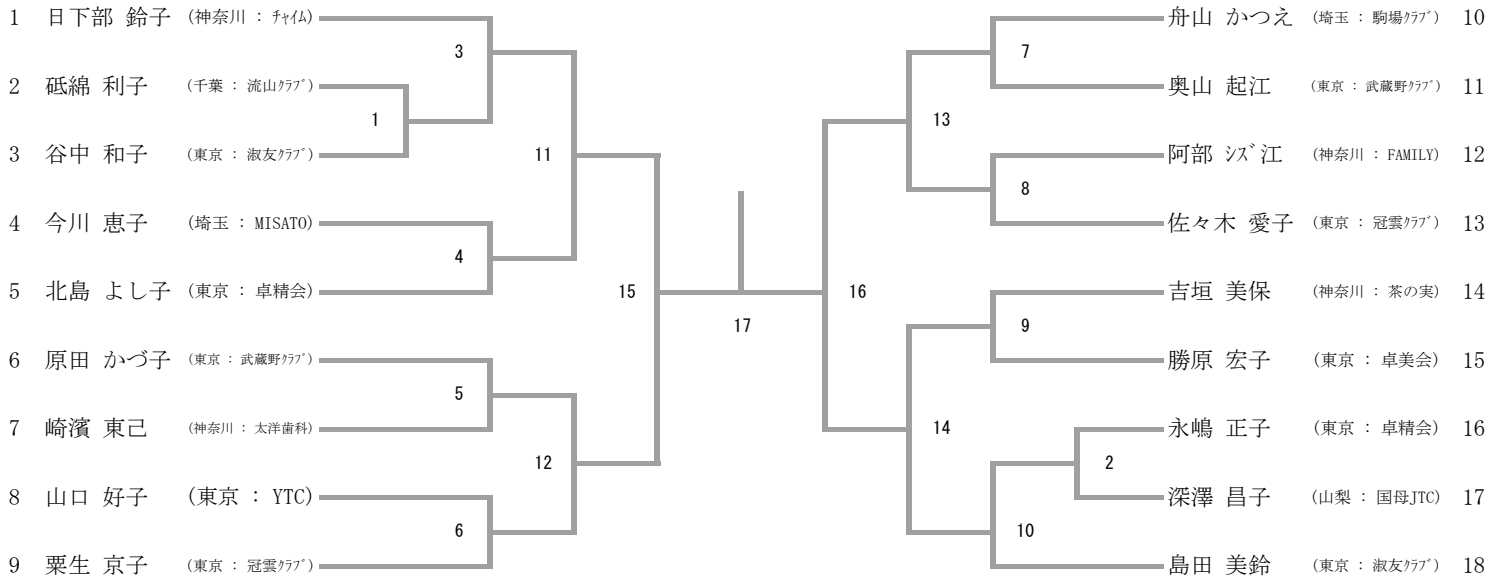 1 日下部 鈴子 (神奈川 : ﾁｬｲﾑ)
3
2 砥綿 利子 (千葉 : 流山ｸﾗﾌﾞ)
1
3 谷中 和子 (東京 : 淑友ｸﾗﾌﾞ)
11
4 今川 恵子 (埼玉 : MISATO)
4
5 北島 よし子 (東京 : 卓精会)
15
6 原田 かづ子 (東京 : 武蔵野ｸﾗﾌﾞ)
5
7 崎濱 東己 (神奈川 : 太洋歯科)
12
8 山口 好子 (東京 : YTC)
6
9 粟生 京子 (東京 : 冠雲ｸﾗﾌﾞ)
17
舟山 かつえ (埼玉 : 駒場ｸﾗﾌﾞ) 10
7
奥山 起江 (東京 : 武蔵野ｸﾗﾌﾞ) 11
13
阿部 ｼｽﾞ江 (神奈川 : FAMILY) 12
8
佐々木 愛子 (東京 : 冠雲ｸﾗﾌﾞ) 13
16
吉垣 美保 (神奈川 : 茶の実) 14
9
勝原 宏子 (東京 : 卓美会) 15
14
永嶋 正子 (東京 : 卓精会) 16
2
深澤 昌子 (山梨 : 国母JTC) 17
10
島田 美鈴 (東京 : 淑友ｸﾗﾌﾞ) 18